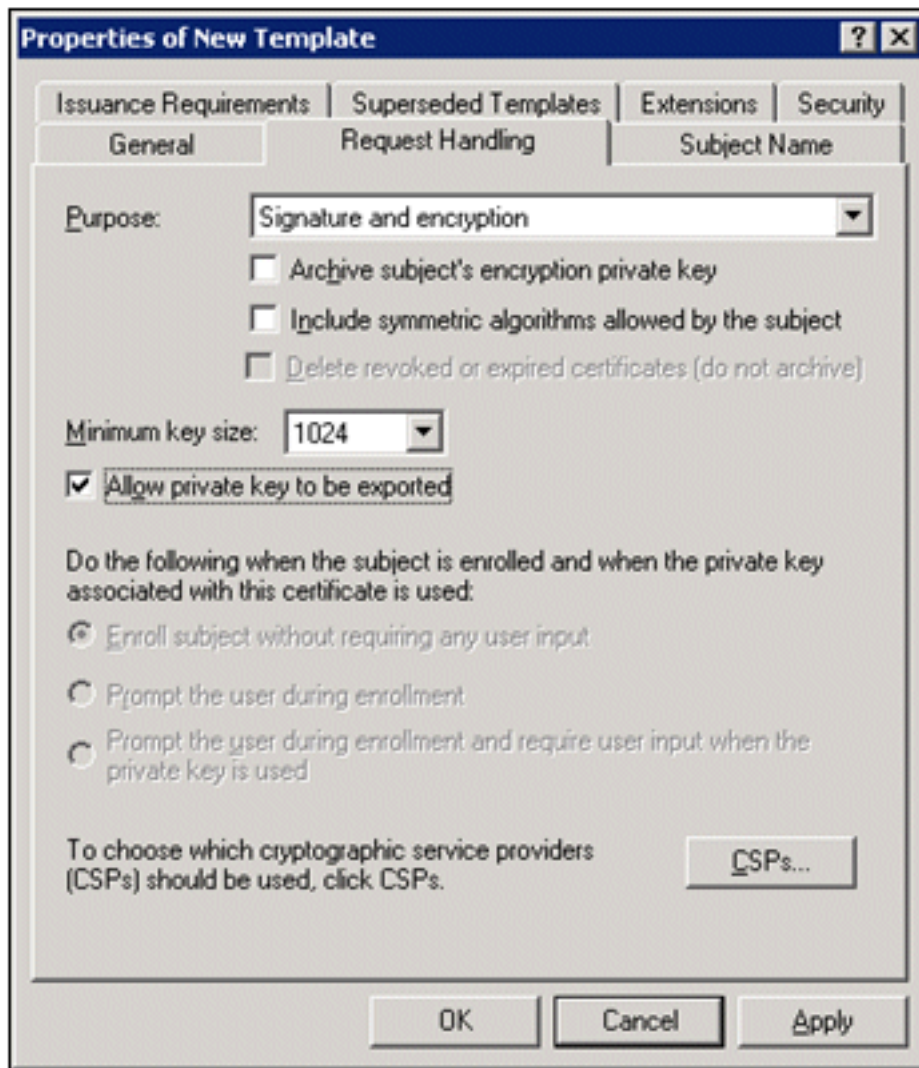 Properties of New Template
Issuance Requirements Superseded Templates Extensions Security
General Request Handling Subject Name
Purpose: Signature and encryption
Archive subject's encryption private key
Include symmetric algorithms allowed by the subject
Delete revoked or expired certificates (do not archive)
Minimum key size: 1024
Allow private key to be exported
Do the following when the subject is enrolled and when the private key
associated with this certificate is used:
Enroll subject without requiring any user input
Prompt the user during enrollment
Prompt the user during enrollment and require user input when the
private key is used
To choose which cryptographic service providers
(CSPs) should be used, click CSPs.
CSPs...
OK Cancel Apply